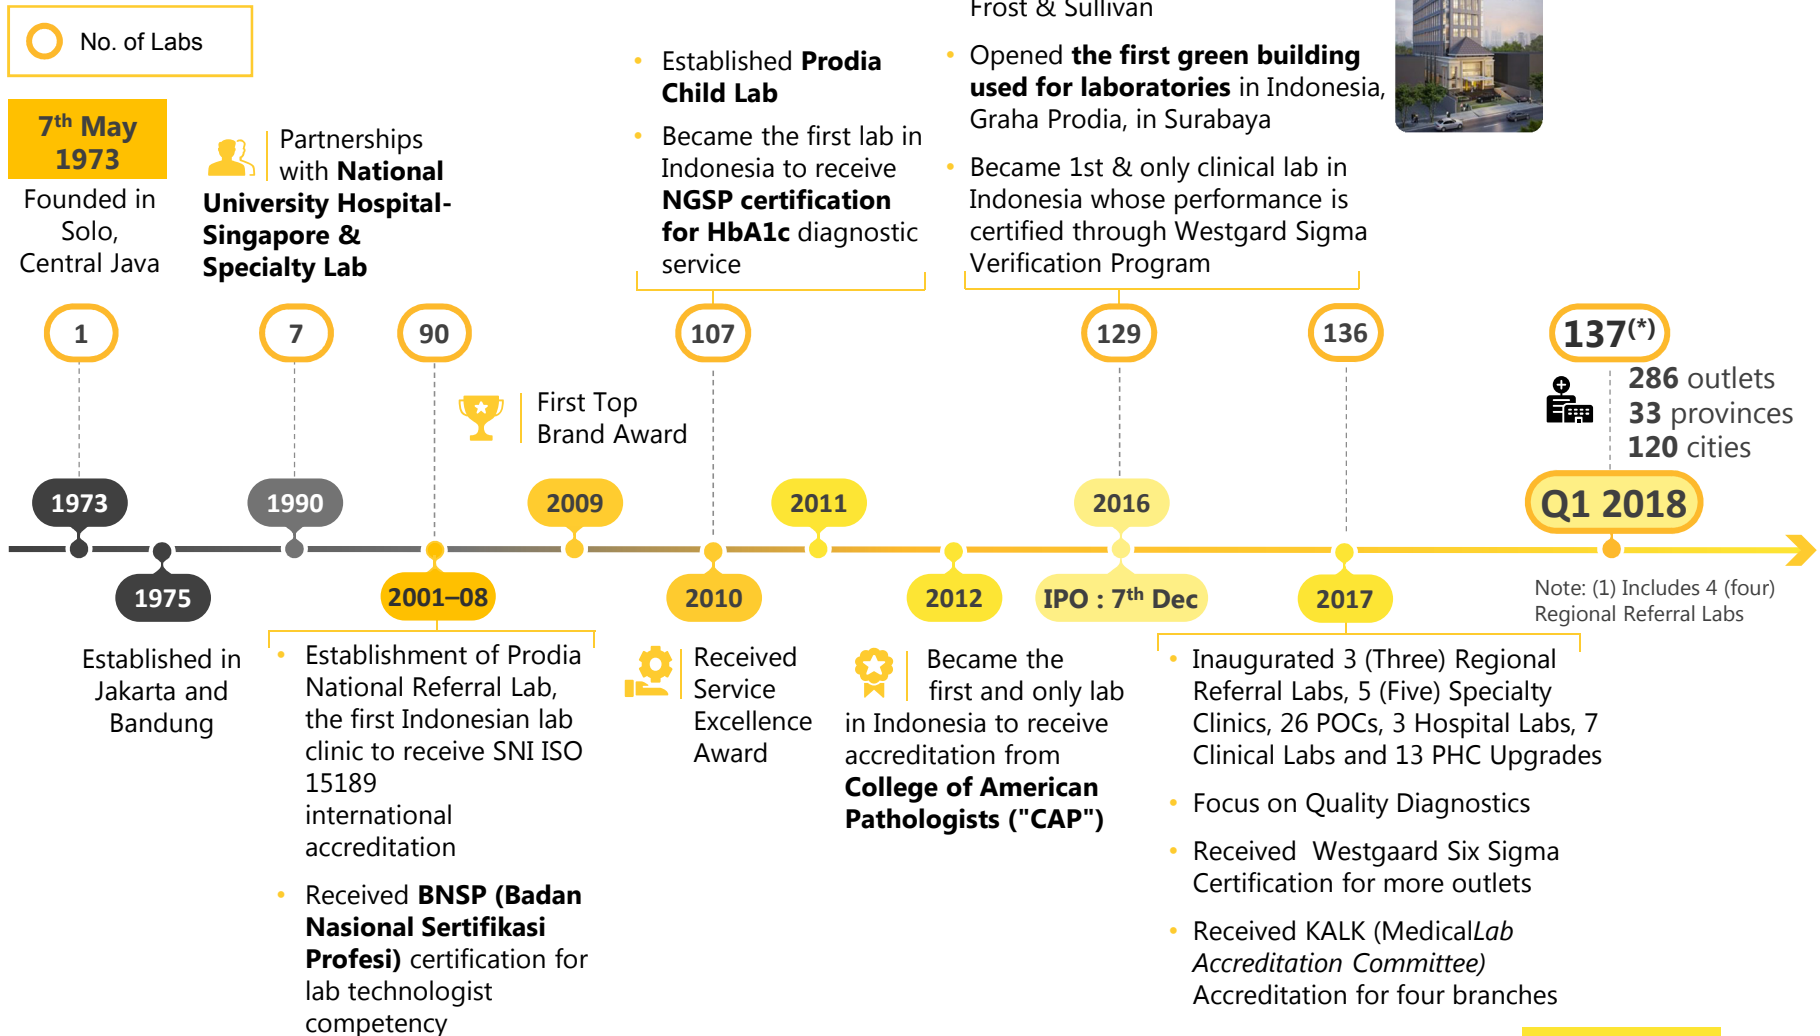 No. of Labs
7th May
1973
Founded in
Solo,
Central Java
Partnerships
with National
University Hospital-
Singapore &
Specialty Lab
• Established Prodia
Child Lab
• Became the first lab in
Indonesia to receive
NGSP certification
for HbA1c diagnostic
service
Frost & Sullivan
• Opened the first green building
used for laboratories in Indonesia,
Graha Prodia, in Surabaya
• Became 1st & only clinical lab in
Indonesia whose performance is
certified through Westgard Sigma
Verification Program
1
7
90
107
129
136
137(*)
286 outlets
33 provinces
120 cities
First Top
Brand Award
1973
1990
2009
2011
2016
Q1 2018
1975
2001–08
2010
2012
IPO : 7th Dec
2017
Note: (1) Includes 4 (four)
Regional Referral Labs
Established in
Jakarta and
Bandung
• Establishment of Prodia
National Referral Lab,
the first Indonesian lab
clinic to receive SNI ISO
15189
international
accreditation
• Received BNSP (Badan
Nasional Sertifikasi
Profesi) certification for
lab technologist
competency
Received
Service
Excellence
Award
Became the
first and only lab
in Indonesia to receive
accreditation from
College of American
Pathologists ("CAP")
• Inaugurated 3 (Three) Regional
Referral Labs, 5 (Five) Specialty
Clinics, 26 POCs, 3 Hospital Labs, 7
Clinical Labs and 13 PHC Upgrades
• Focus on Quality Diagnostics
• Received Westgaard Six Sigma
Certification for more outlets
• Received KALK (MedicalLab
Accreditation Committee)
Accreditation for four branches